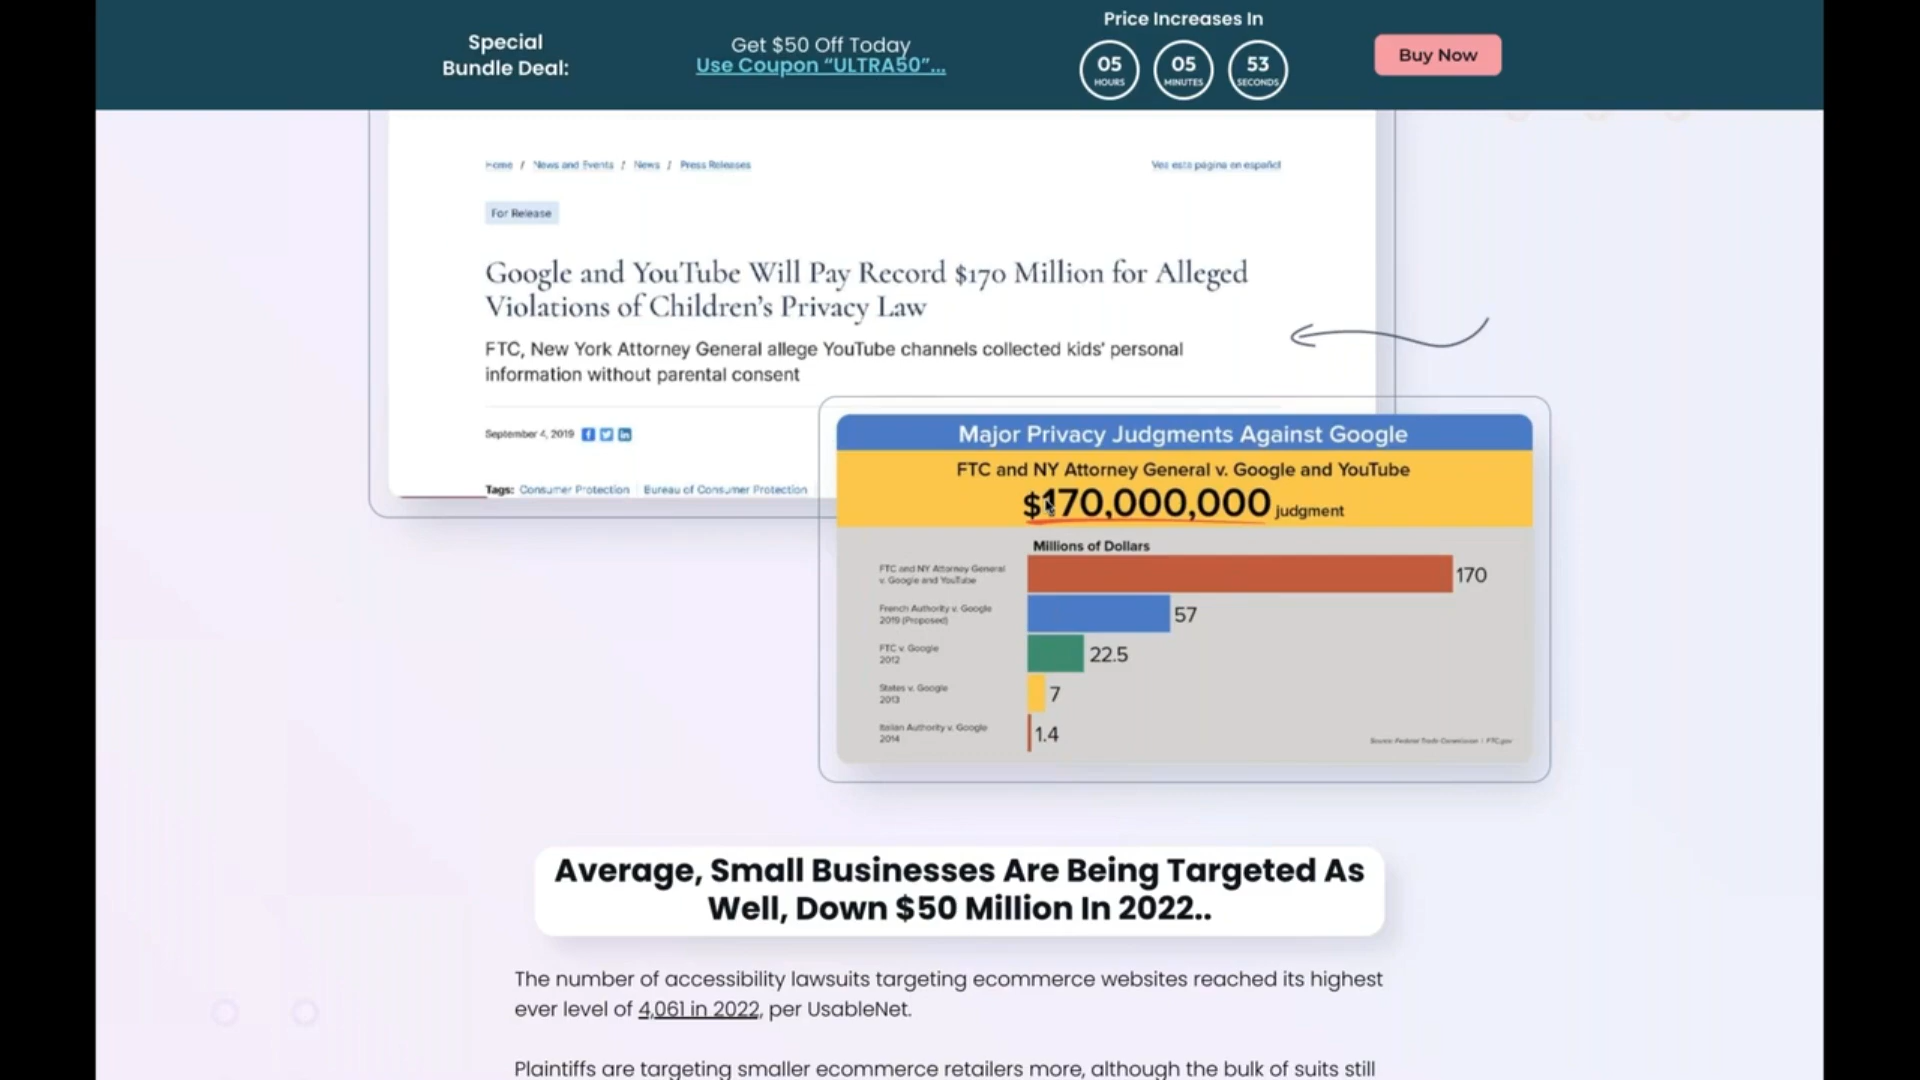 Special
Bundle Deal:
Get $50 Off Today
Use Coupon “ULTRA50”...
Price Increases In
05
HOURS
05
MINUTES
53
SECONDS
Buy Now
Home / News and Events / News / Press Releases
Vea esta página en español
For Release
Google and YouTube Will Pay Record $170 Million for Alleged
Violations of Children’s Privacy Law
FTC, New York Attorney General allege YouTube channels collected kids’ personal
information without parental consent
September 4, 2019
Tags: Consumer Protection Bureau of Consumer Protection
Major Privacy Judgments Against Google
FTC and NY Attorney General v. Google and YouTube
$170,000,000 judgment
Millions of Dollars
FTC and NY Attorney General
v. Google and YouTube
170
French Authority v. Google
2019 (Proposed)
57
FTC v. Google
2012
22.5
States v. Google
2013
7
Italian Authority v. Google
2014
1.4
Source: Federal Trade Commission | FTC.gov
Average, Small Businesses Are Being Targeted As
Well, Down $50 Million In 2022..
The number of accessibility lawsuits targeting ecommerce websites reached its highest
ever level of 4,061 in 2022, per UsableNet.
Plaintiffs are targeting smaller ecommerce retailers more, although the bulk of suits still